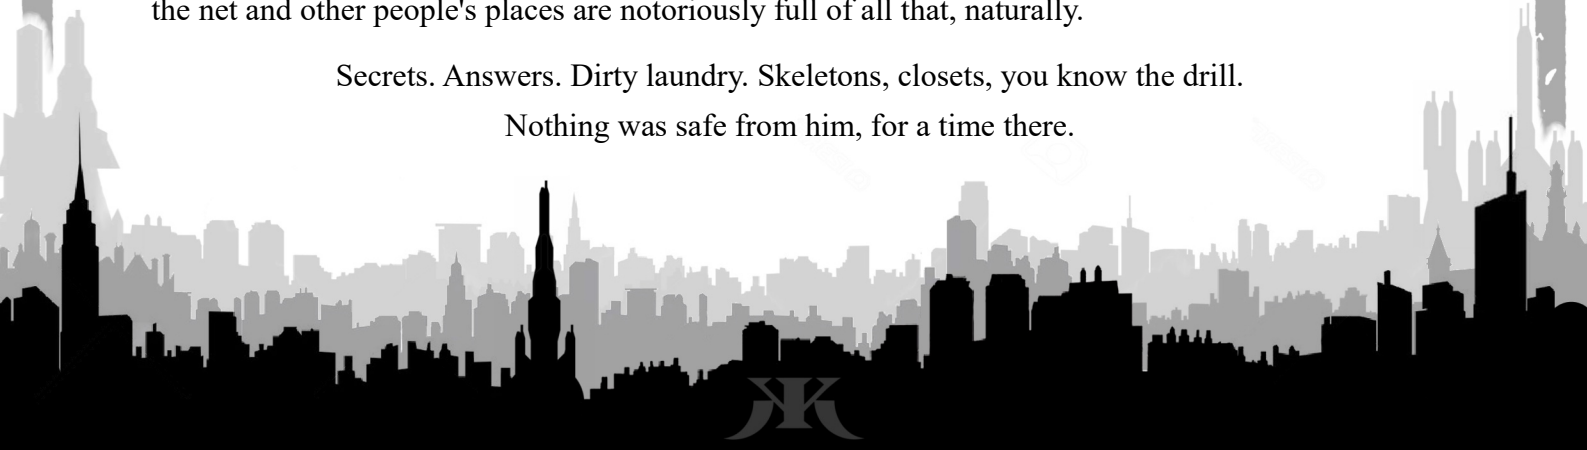 the net and other people's places are notoriously full of all that, naturally.
Secrets. Answers. Dirty laundry. Skeletons, closets, you know the drill.
Nothing was safe from him, for a time there.